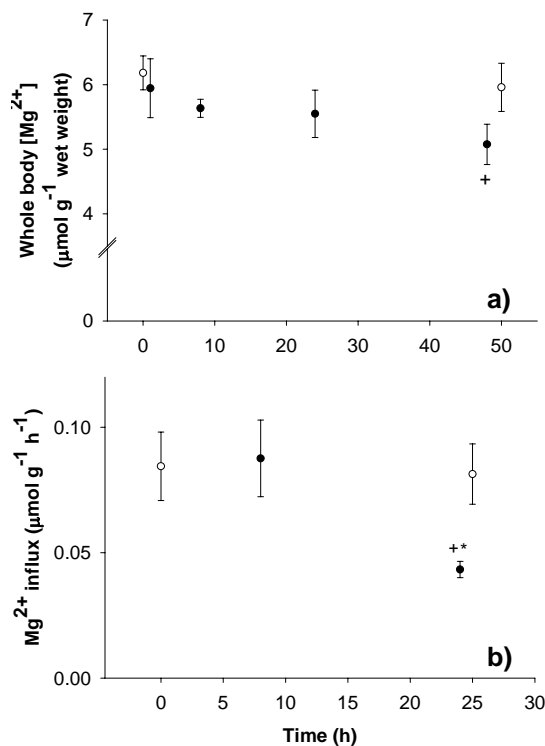 7
6
5
4
0
Whole body [Mg2+]
(μmol g-1 wet weight)
+
a)
0 10 20 30 40 50
0.10
0.05
0.00
Mg2+ influx (μmol g-1 h-1)
+*
b)
0 5 10 15 20 25 30
Time (h)